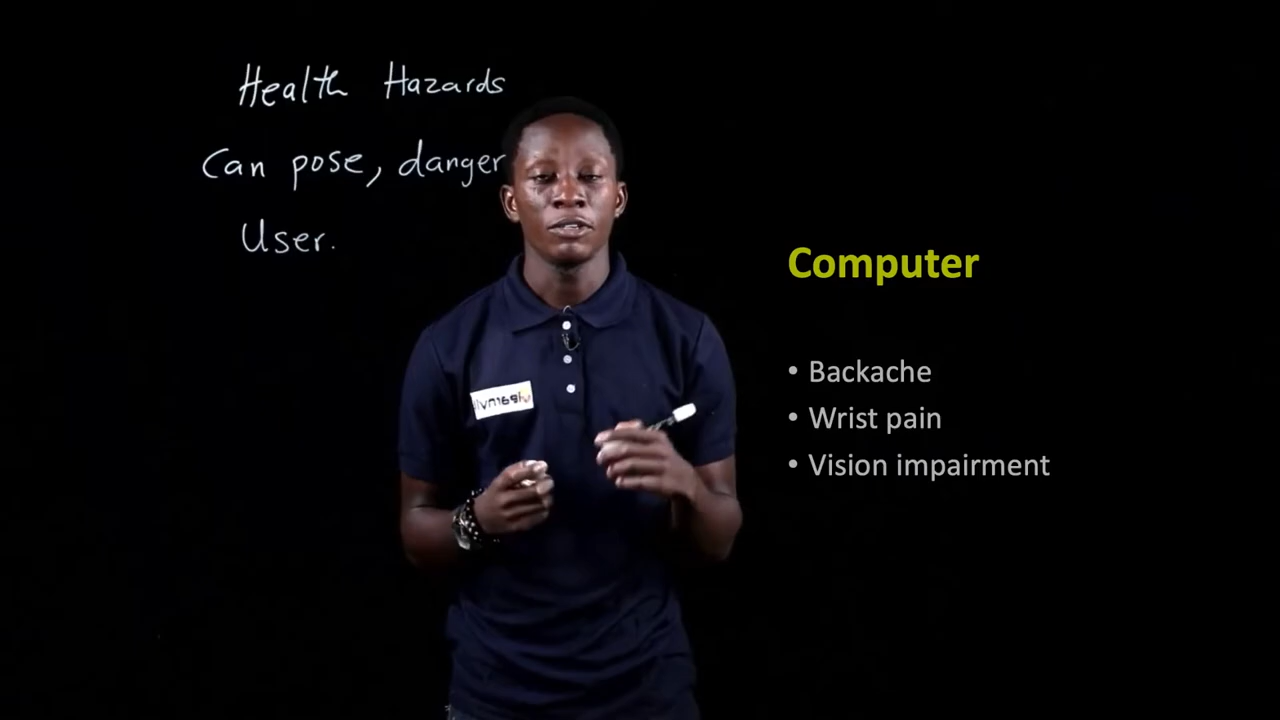 Health Hazards
Can pose, danger
User.
Computer
• Backache
• Wrist pain
• Vision impairment